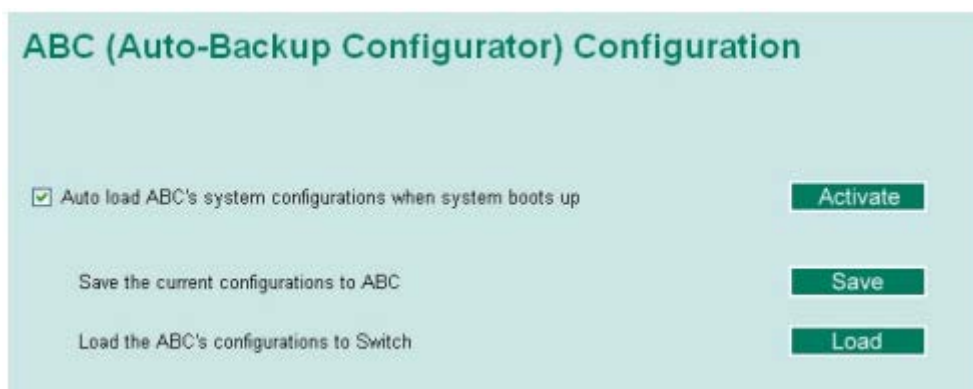 ABC (Auto-Backup Configurator) Configuration
Auto load ABC's system configurations when system boots up Activate
Save the current configurations to ABC Save
Load the ABC's configurations to Switch Load